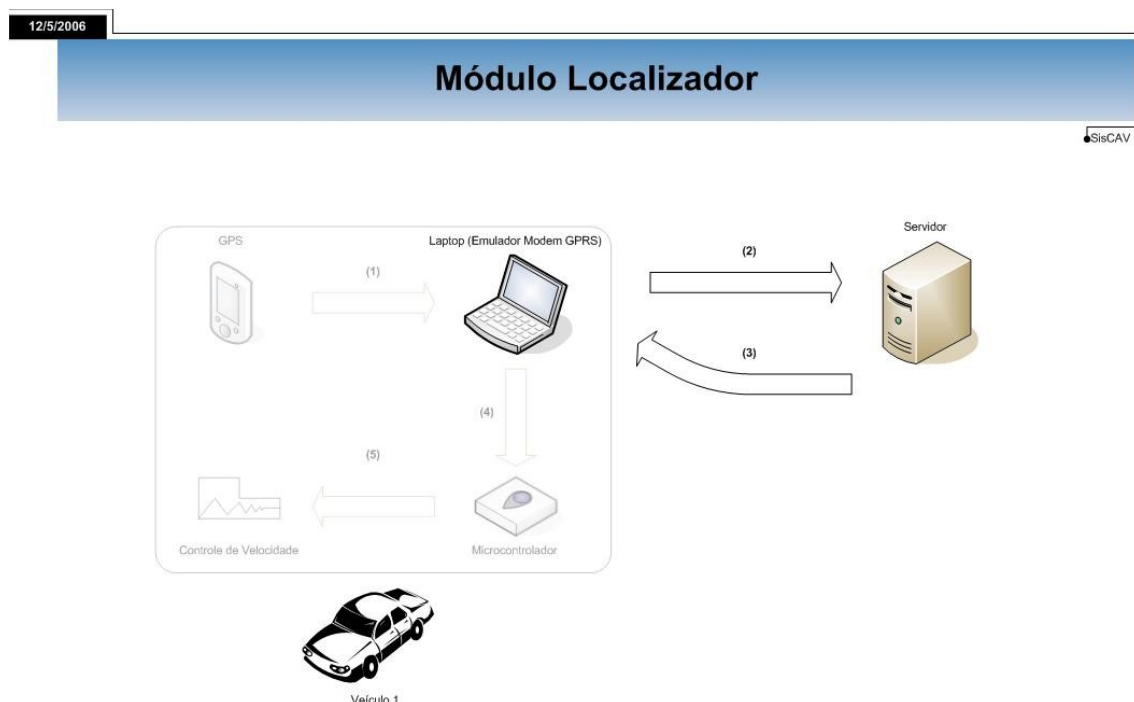 12/5/2006
Módulo Localizador
SisCAV
GPS
Laptop (Emulador Modem GPRS)
Servidor
(1)
(2)
(3)
(4)
(5)
Controle de Velocidade
Microcontrolador
Veículo 1